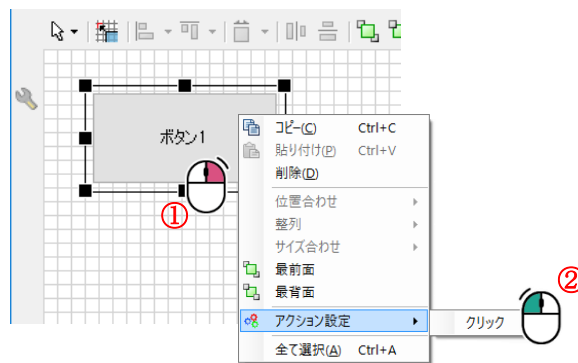 ボタン1
①
コピー(C) Ctrl+C
貼り付け(P) Ctrl+V
削除(D)
位置合わせ
整列
サイズ合わせ
最前面
最背面
アクション設定
クリック
②
全て選択(A) Ctrl+A